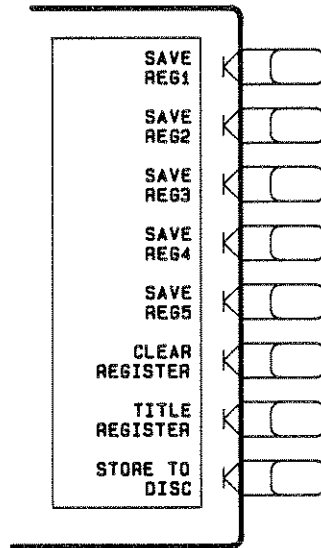 SAVE
REG1
SAVE
REG2
SAVE
REG3
SAVE
REG4
SAVE
REG5
CLEAR
REGISTER
TITLE
REGISTER
STORE TO
DISC